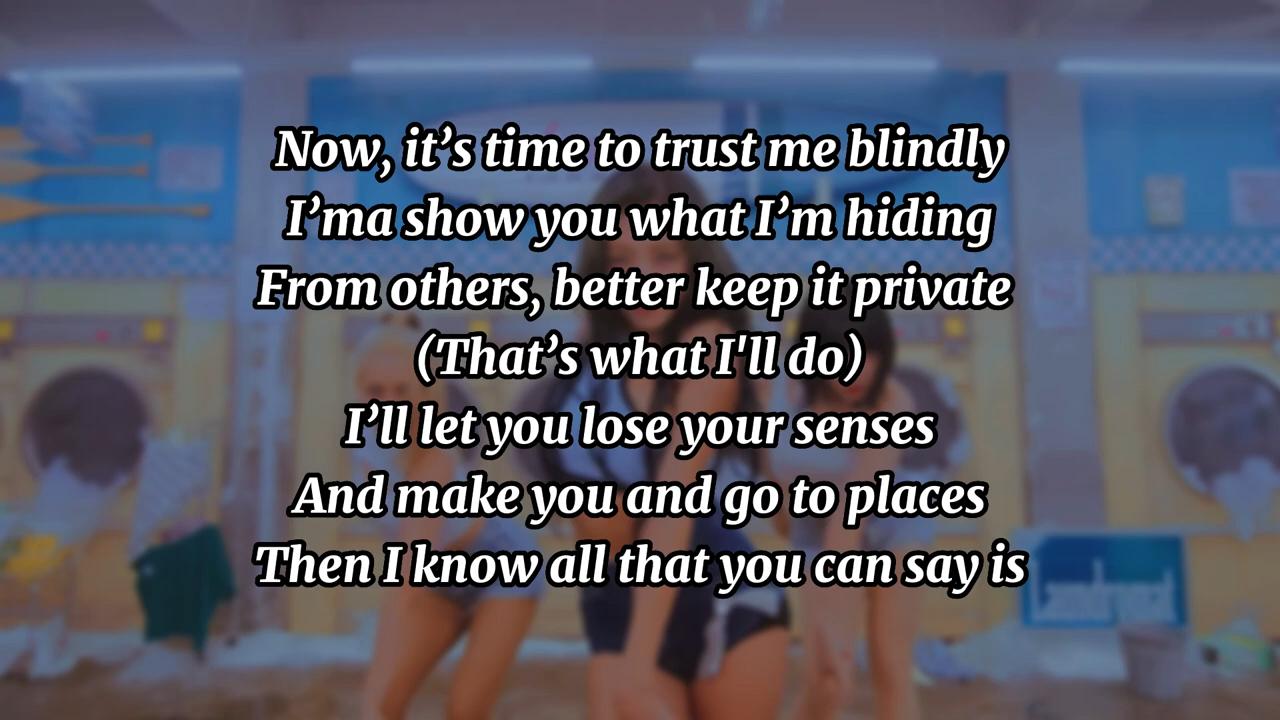 Now, it’s time to trust me blindly
I’ma show you what I’m hiding
From others, better keep it private
(That’s what I'll do)
I’ll let you lose your senses
And make you and go to places
Then I know all that you can say is